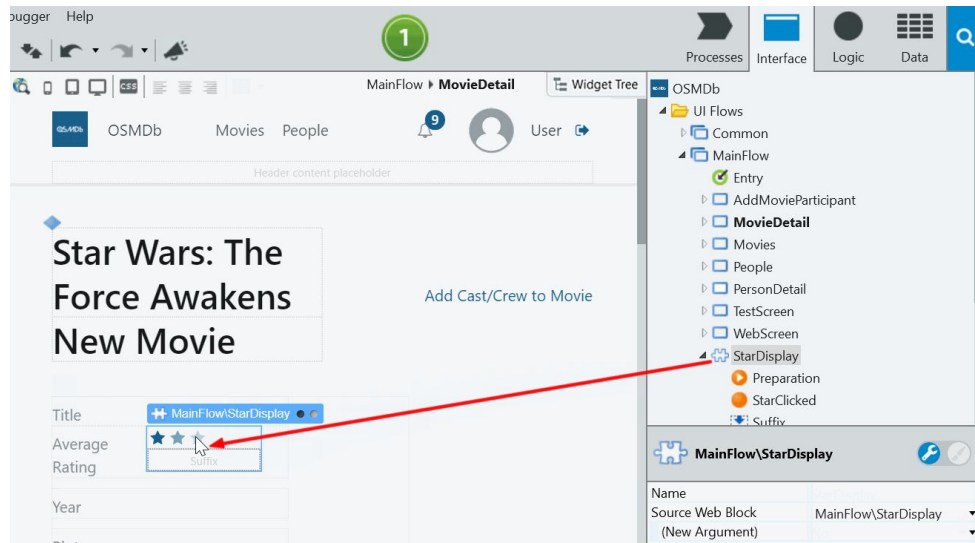 bugger Help
1
Processes Interface Logic Data
css
MainFlow MovieDetail Widget Tree
OSMDb
OSMDb OSMDb Movies People 9 User
UI Flows
Common
MainFlow
Header content placeholder
Entry
AddMovieParticipant
MovieDetail
Movies
People
PersonDetail
TestScreen
WebScreen
StarDisplay
Preparation
StarClicked
Suffix
Star Wars: The
Force Awakens
New Movie
Add Cast/Crew to Movie
Title
MainFlow\StarDisplay
Average
Rating
Suffix
Year
MainFlow\StarDisplay
Name
Source Web Block MainFlow\StarDisplay
(New Argument)